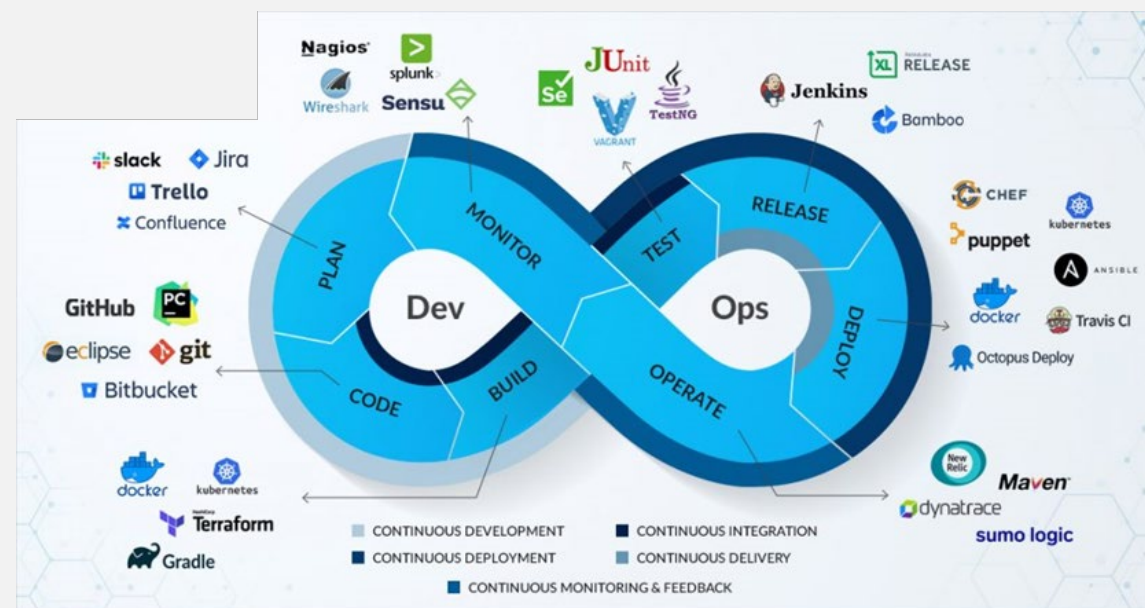 Nagios
splunk>
Wireshark
Sensu
Se
JUnit
VAGRANT
TestNG
Jenkins
XL
RELEASE
Bamboo
slack
Jira
Trello
Confluence
CHEF
kubernetes
puppet
ANSIBLE
docker
Travis CI
Octopus Deploy
PLAN
MONITOR
TEST
RELEASE
Dev
Ops
DEPLOY
CODE
BUILD
OPERATE
GitHub
PC
eclipse
git
Bitbucket
docker
kubernetes
HashiCorp
Terraform
Gradle
New
Relic
Maven
dynatrace
sumo logic
CONTINUOUS DEVELOPMENT
CONTINUOUS INTEGRATION
CONTINUOUS DEPLOYMENT
CONTINUOUS DELIVERY
CONTINUOUS MONITORING & FEEDBACK